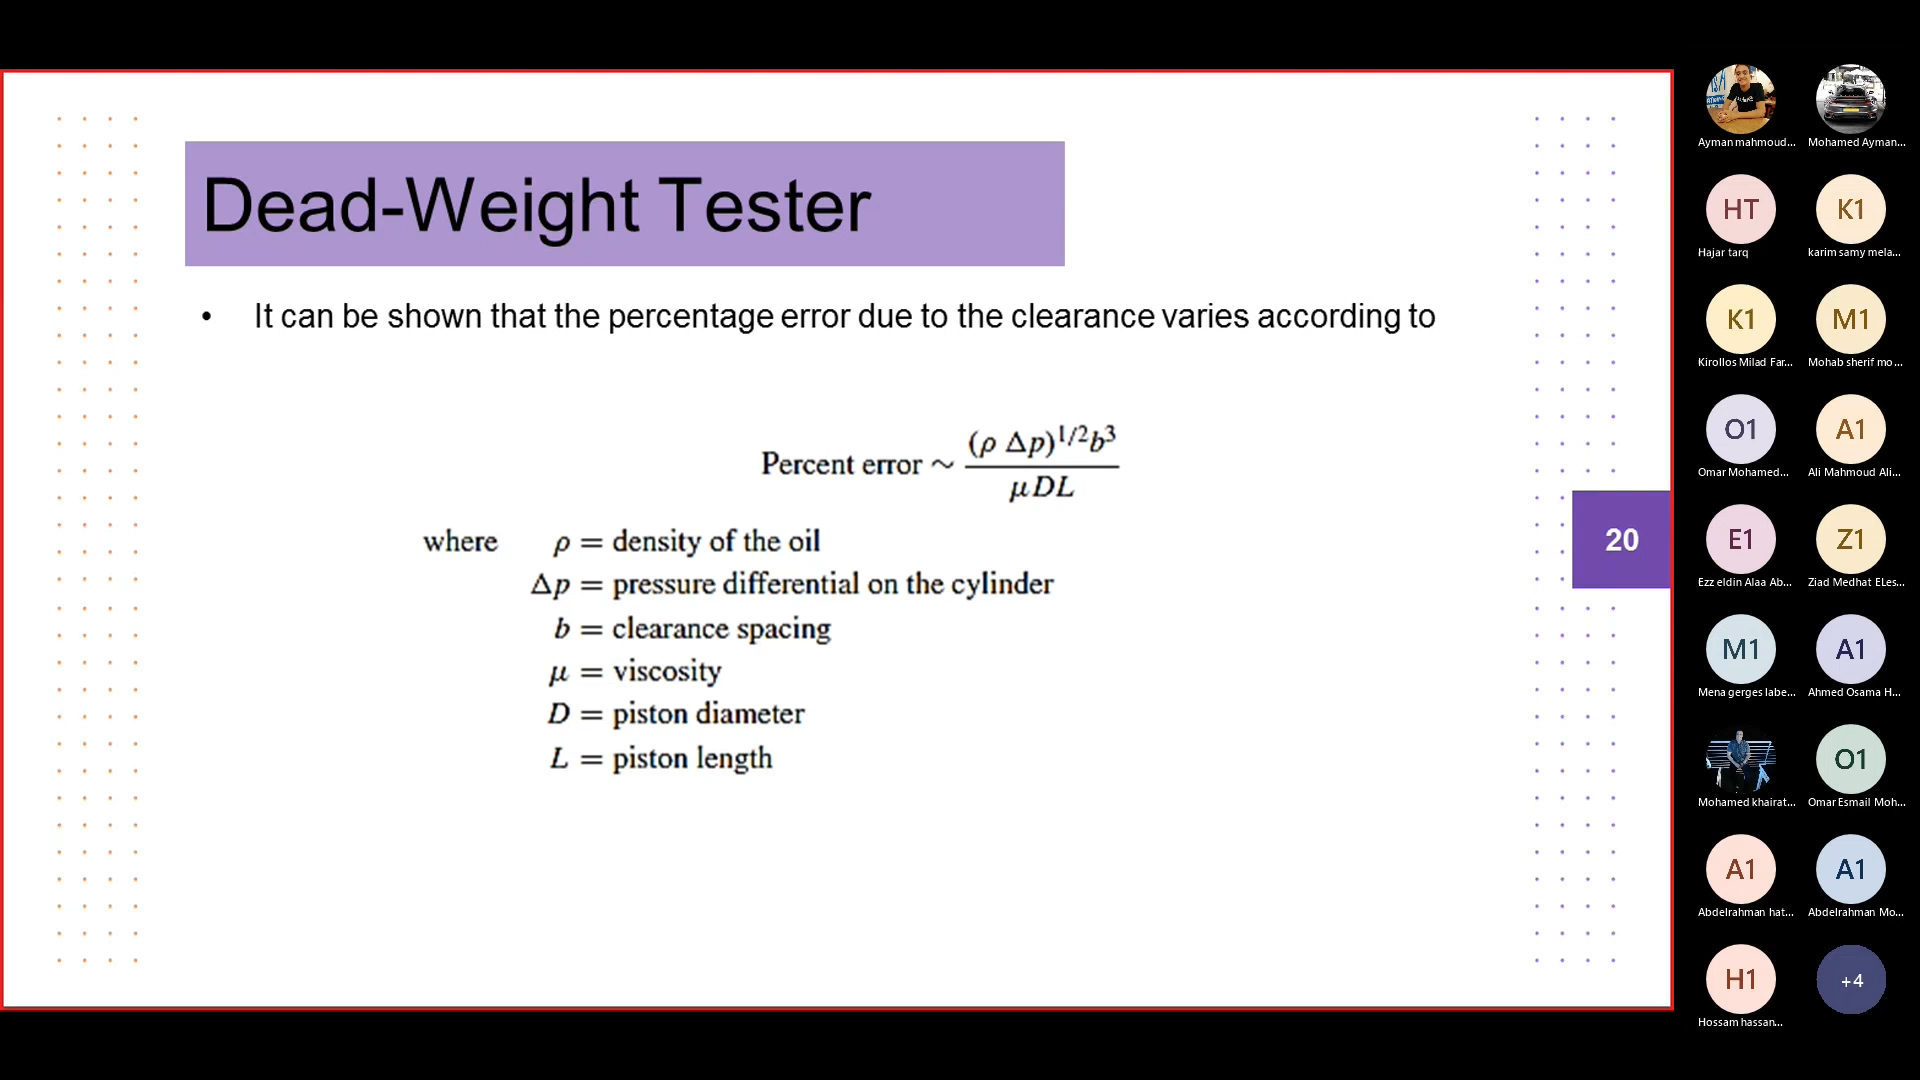 Dead-Weight Tester
• It can be shown that the percentage error due to the clearance varies according to
Percent error ~ (ρ Δp)^1/2 b^3 / μDL
where ρ = density of the oil
Δp = pressure differential on the cylinder
b = clearance spacing
μ = viscosity
D = piston diameter
L = piston length
20
Ayman mahmoud...
Mohamed Ayman...
HT
Hajar tarq
K1
karim samy mela...
K1
Kirollos Milad Far...
M1
Mohab sherif mo...
O1
Omar Mohamed...
A1
Ali Mahmoud Ali...
E1
Ezz eldin Alaa Ab...
Z1
Ziad Medhat ELes...
M1
Mena gerges labe...
A1
Ahmed Osama H...
Mohamed khairat...
O1
Omar Esmail Moh...
A1
Abdelrahman hat...
A1
Abdelrahman Mo...
H1
Hossam hassan...
+4